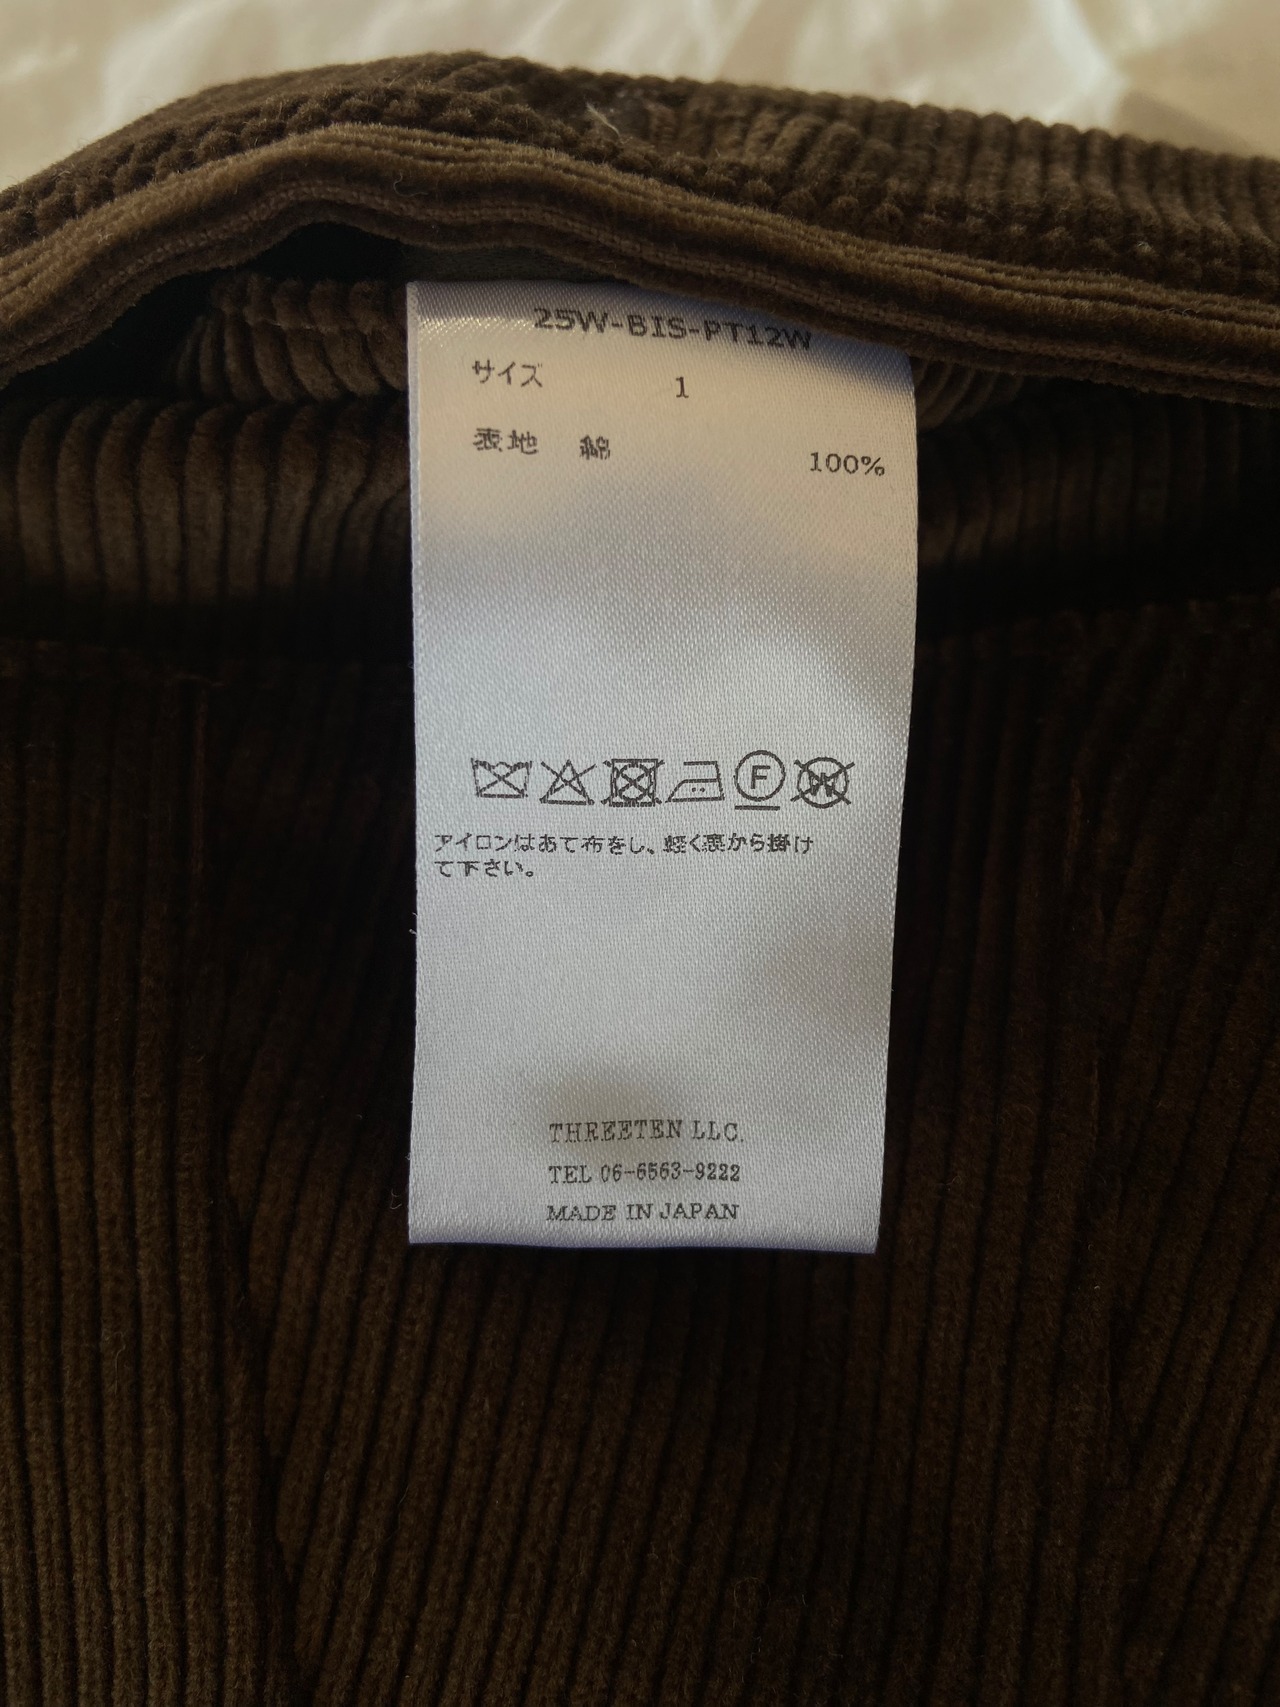 25W-BIS-PT12W
サイズ 1
表地 綿 100%
F W
アイロンはあて布をし、軽く裏から掛け
て下さい。
THREETEN LLC.
TEL 06-6563-9222
MADE IN JAPAN